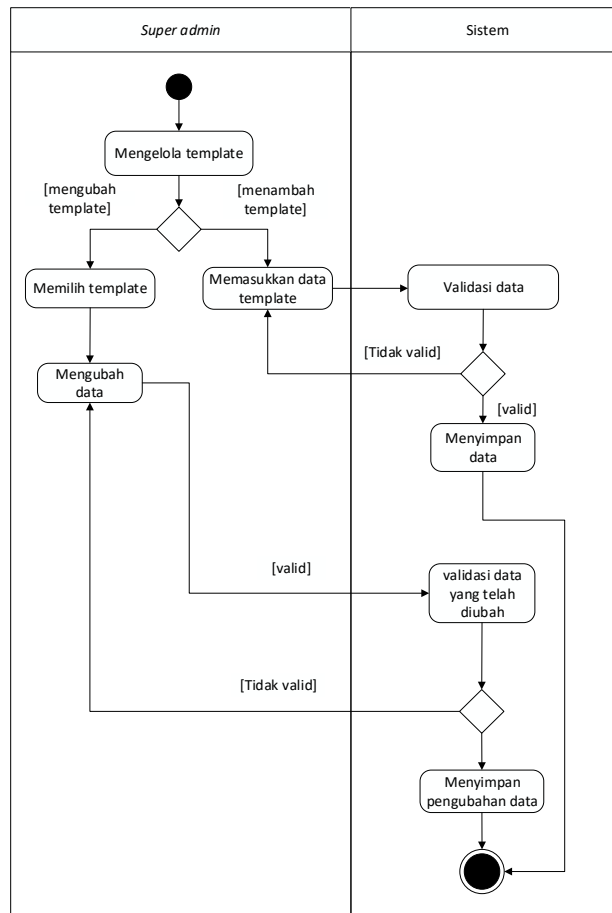 Super admin
Sistem
Mengelola template
[mengubah
template]
[menambah
template]
Memilih template
Memasukkan data
template
Validasi data
[Tidak valid]
Mengubah
data
[valid]
Menyimpan
data
[valid]
validasi data
yang telah
diubah
[Tidak valid]
Menyimpan
pengubahan data